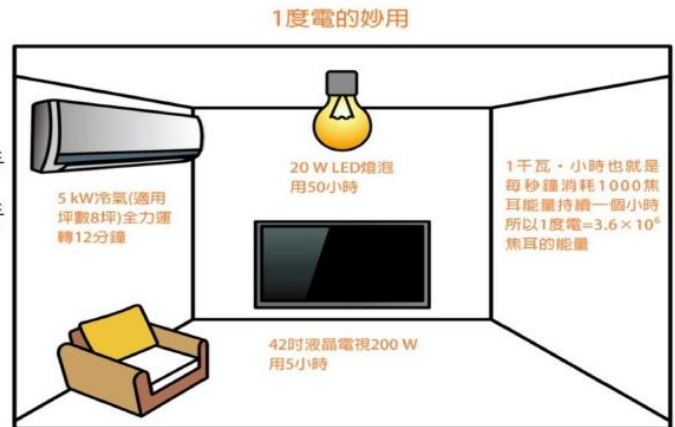 1度電的妙用
20 W LED燈泡
用50小時
5 kW冷氣(適用
坪數8坪)全力運
轉12分鐘
1千瓦・小時也就是
每秒鐘消耗1000焦
耳能量持續一個小時
所以1度電=3.6×10⁶
焦耳的能量
42吋液晶電視200 W
用5小時